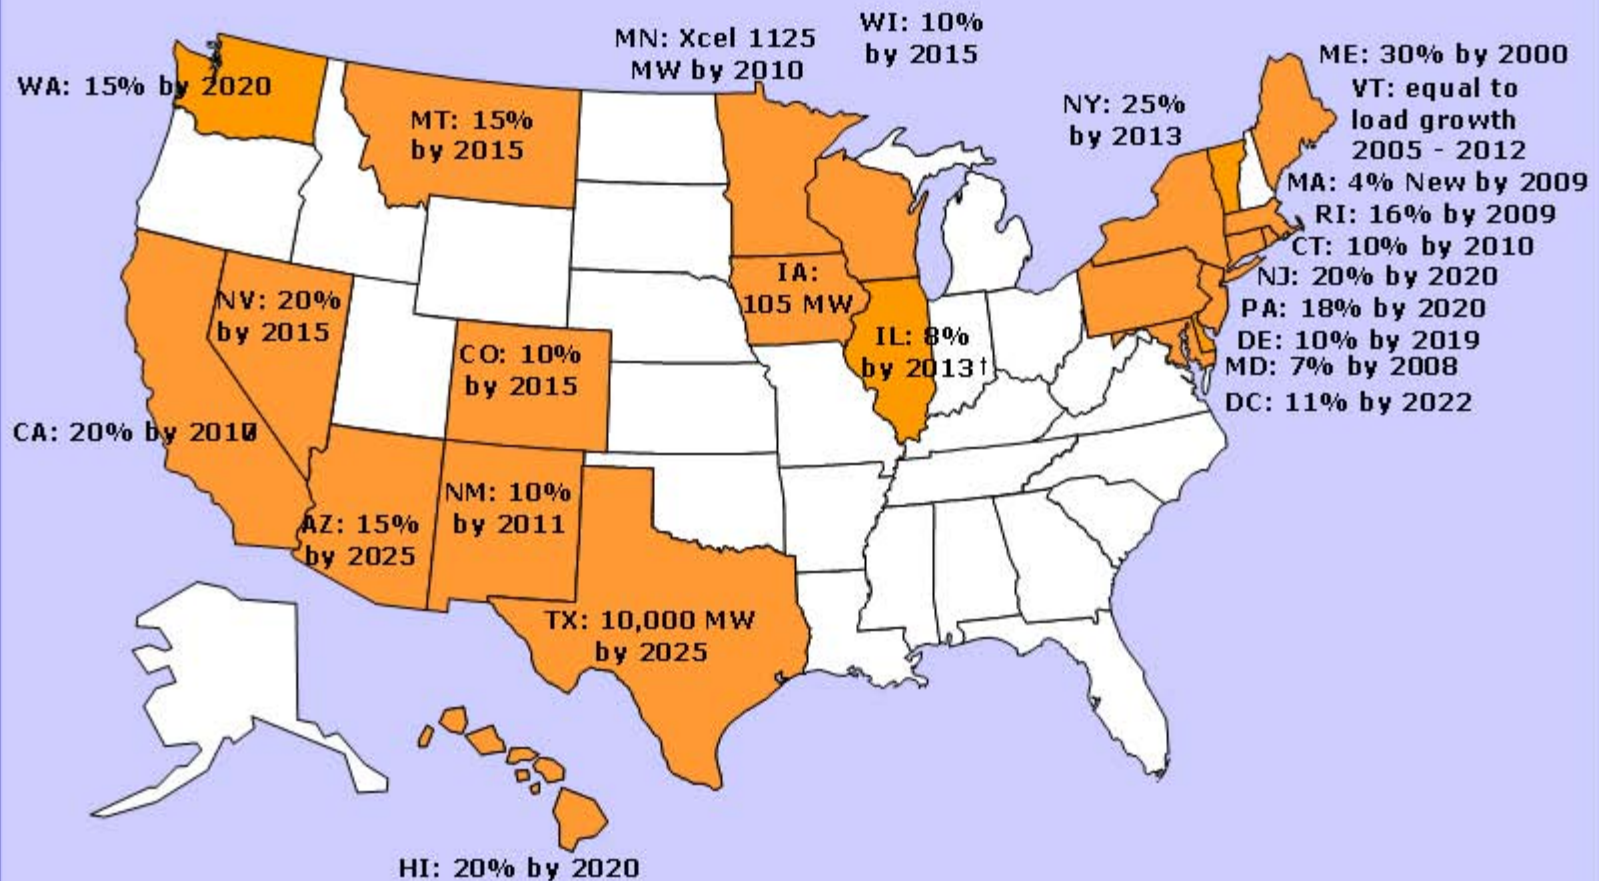 MN: Xcel 1125
MW by 2010
WI: 10%
by 2015
ME: 30% by 2000
WA: 15% by 2020
VT: equal to
load growth
2005 - 2012
NY: 25%
by 2013
MT: 15%
by 2015
MA: 4% New by 2009
RI: 16% by 2009
CT: 10% by 2010
NJ: 20% by 2020
PA: 18% by 2020
DE: 10% by 2019
MD: 7% by 2008
DC: 11% by 2022
IA:
105 MW
NV: 20%
by 2015
IL: 8%
by 2013†
CO: 10%
by 2015
CA: 20% by
NM: 10%
by 2011
AZ: 15%
by 2025
TX: 10,000 MW
by 2025
HI: 20% by 2020